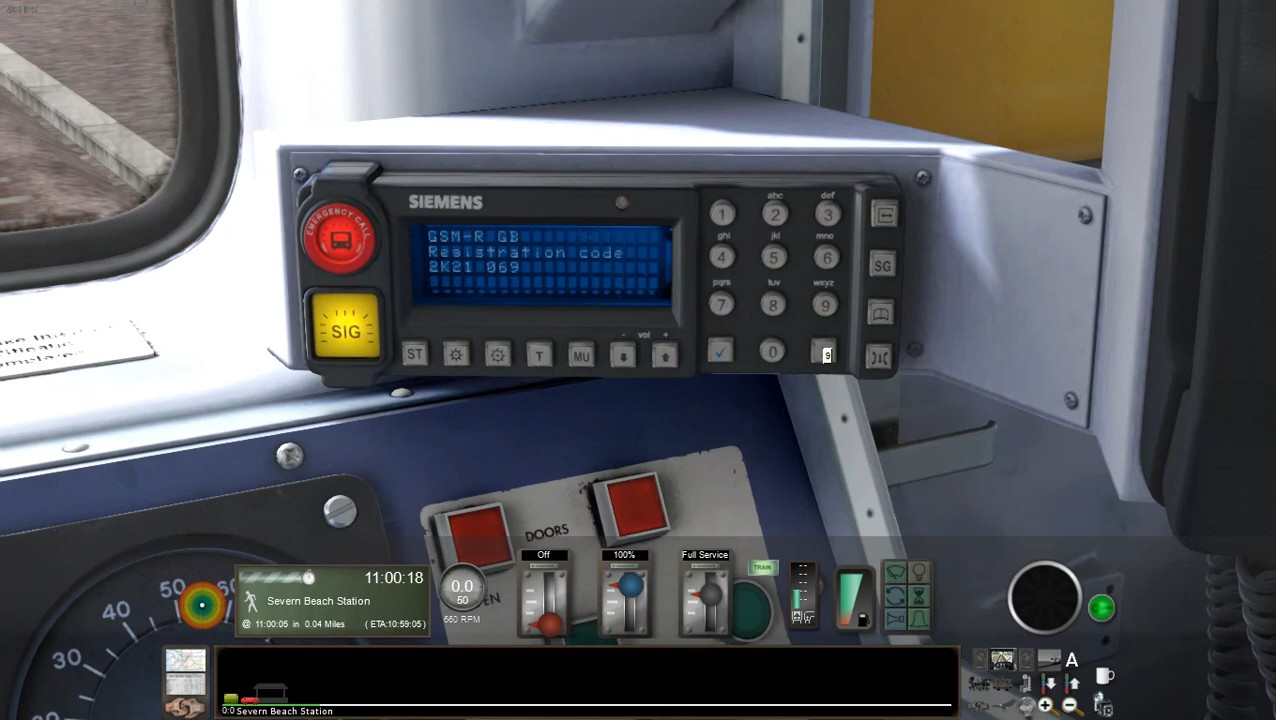 SIEMENS
EMERGENCY CALL
GSM-R GB
Registration code
2K21 069
SIG
ST
T
MU
- vol +
1
abc
2
def
3
ghi
4
jkl
5
mno
6
pqrs
7
tuv
8
wxyz
9
0
9
SG
DOORS
50
40
30
11:00:18
Severn Beach Station
@ 11:00:05 in 0.04 Miles (ETA:10:59:05)
0.0
50
660 RPM
Off
100%
Full Service
TRAIN
A
0:0 Severn Beach Station